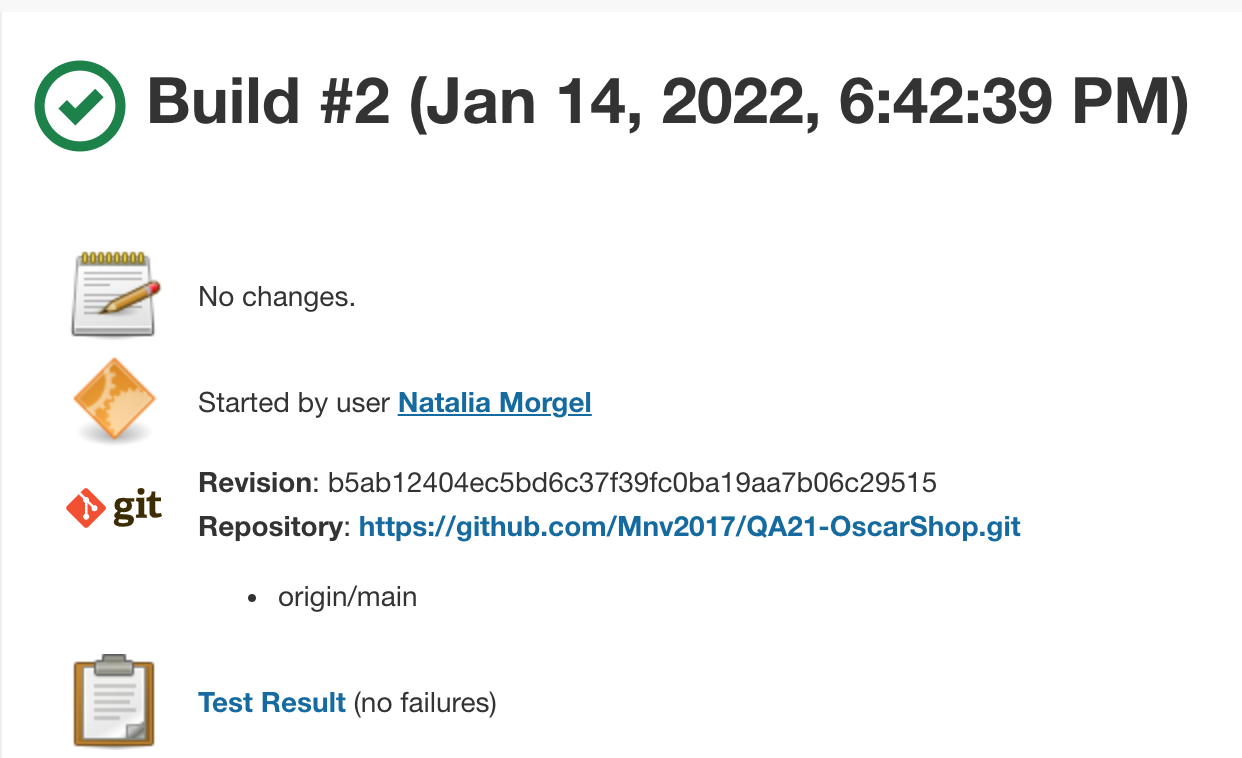 Build #2 (Jan 14, 2022, 6:42:39 PM)
No changes.
Started by user Natalia Morgel
git
Revision: b5ab12404ec5bd6c37f39fc0ba19aa7b06c29515
Repository: https://github.com/Mnv2017/QA21-OscarShop.git
• origin/main
Test Result (no failures)